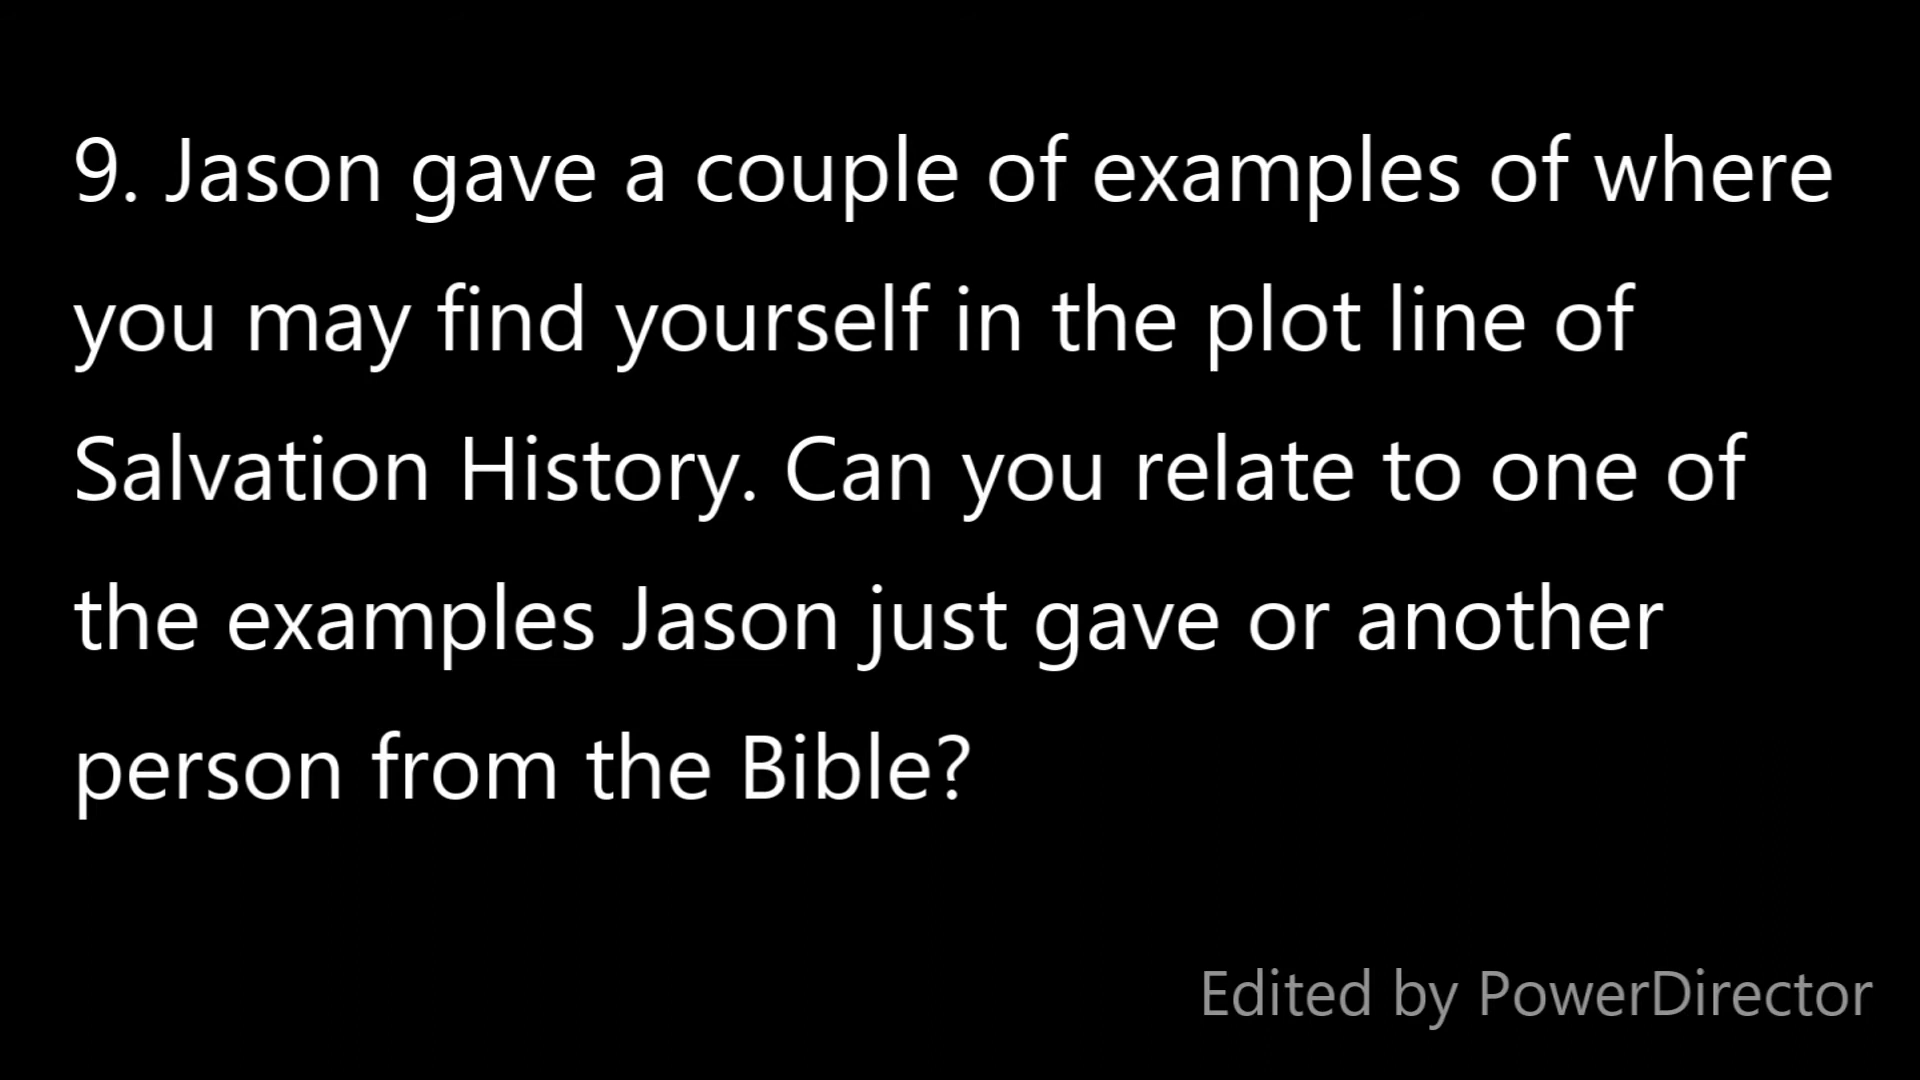 9. Jason gave a couple of examples of where
you may find yourself in the plot line of
Salvation History. Can you relate to one of
the examples Jason just gave or another
person from the Bible?
Edited by PowerDirector